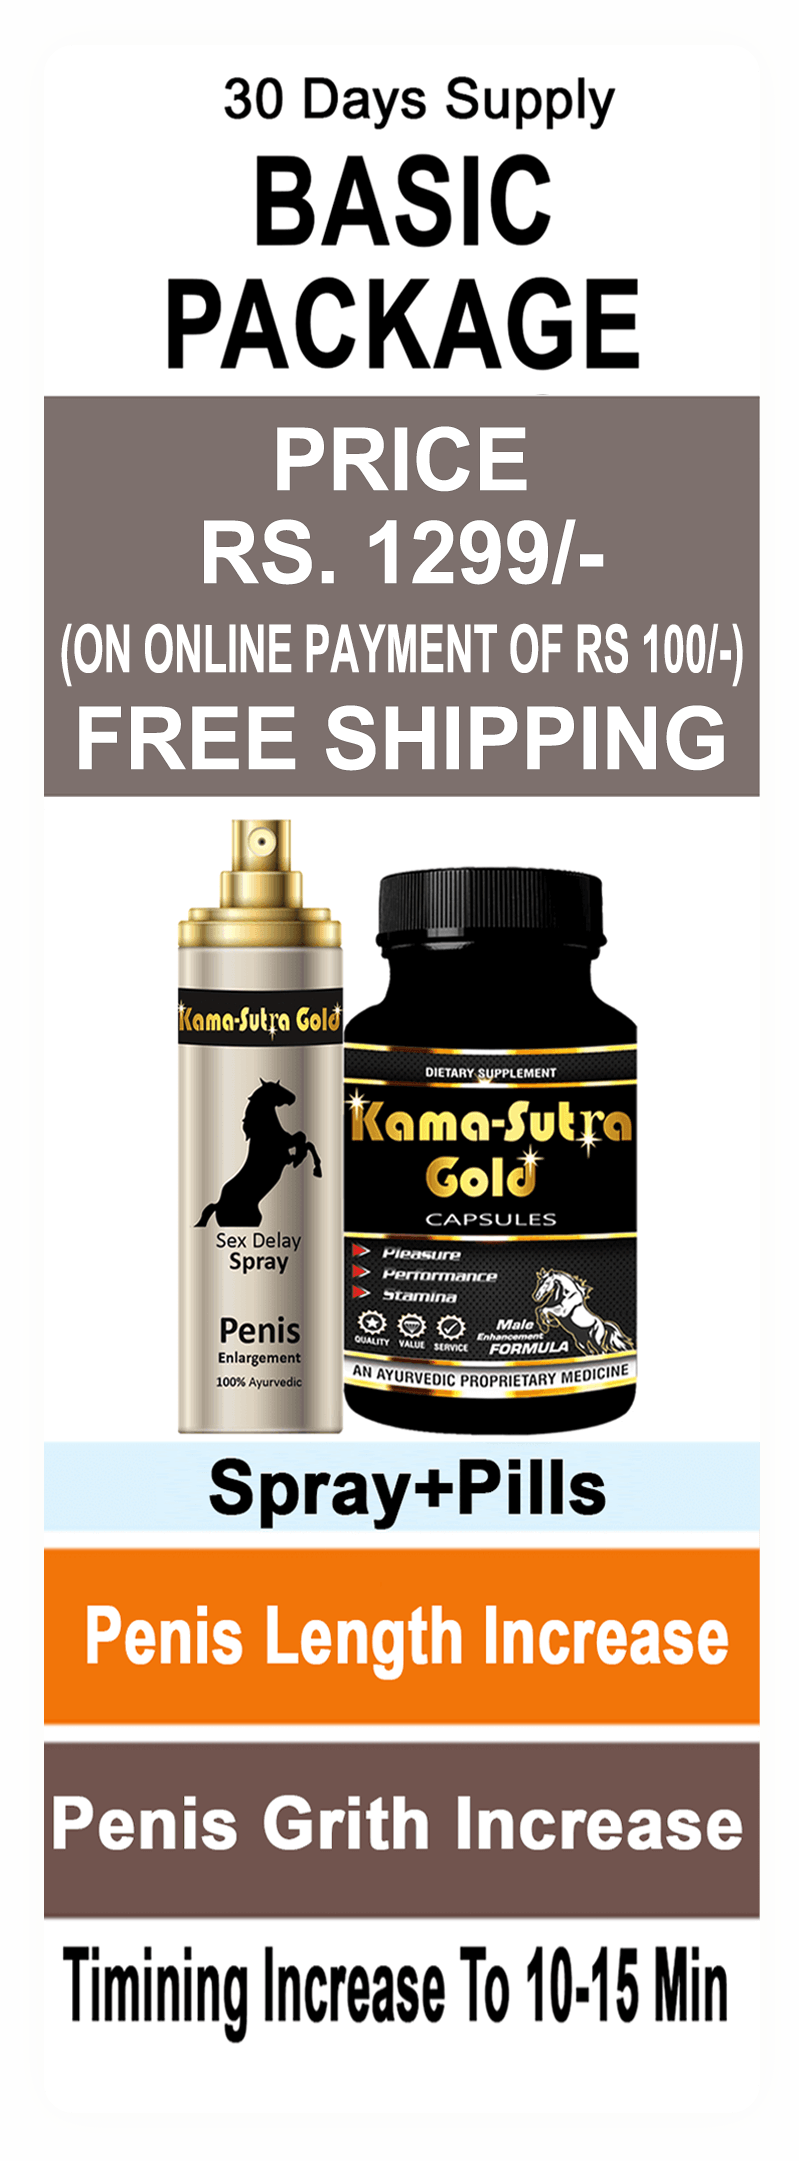 30 Days Supply
BASIC
PACKAGE
PRICE
RS. 1299/-
(ON ONLINE PAYMENT OF RS 100/-)
FREE SHIPPING
Kama-Sutra Gold
Sex Delay
Spray
Penis
Enlargement
100% Ayurvedic
DIETARY SUPPLEMENT
Kama-Sutra
Gold
CAPSULES
Pleasure
Performance
Stamina
QUALITY VALUE SERVICE
Male
Enhancement
FORMULA
AN AYURVEDIC PROPRIETARY MEDICINE
Spray+Pills
Penis Length Increase
Penis Grith Increase
Timining Increase To 10-15 Min